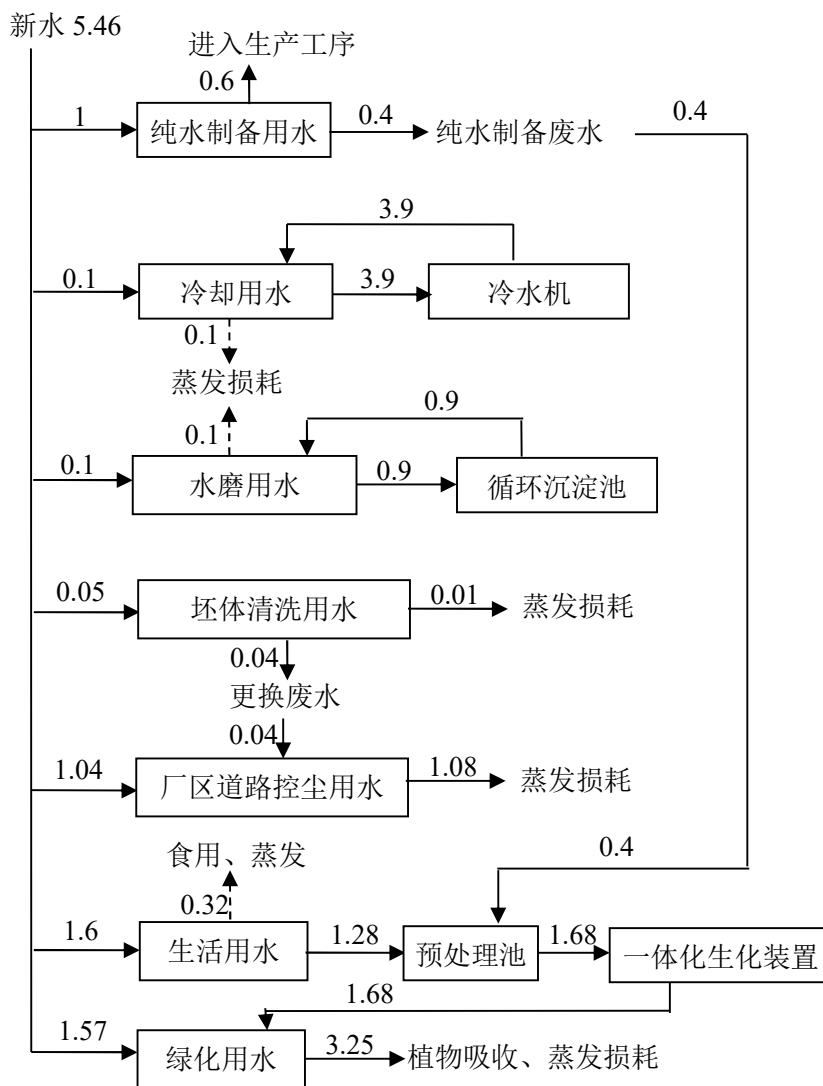 新水 5.46
进入生产工序
0.6
1
纯水制备用水
0.4
纯水制备废水
0.4
3.9
0.1
冷却用水
3.9
冷水机
0.1
蒸发损耗
0.9
0.1
0.1
水磨用水
0.9
循环沉淀池
0.05
坯体清洗用水
0.01
蒸发损耗
0.04
更换废水
0.04
1.04
厂区道路控尘用水
1.08
蒸发损耗
食用、蒸发
0.4
0.32
1.6
生活用水
1.28
预处理池
1.68
一体化生化装置
1.68
1.57
绿化用水
3.25
植物吸收、蒸发损耗